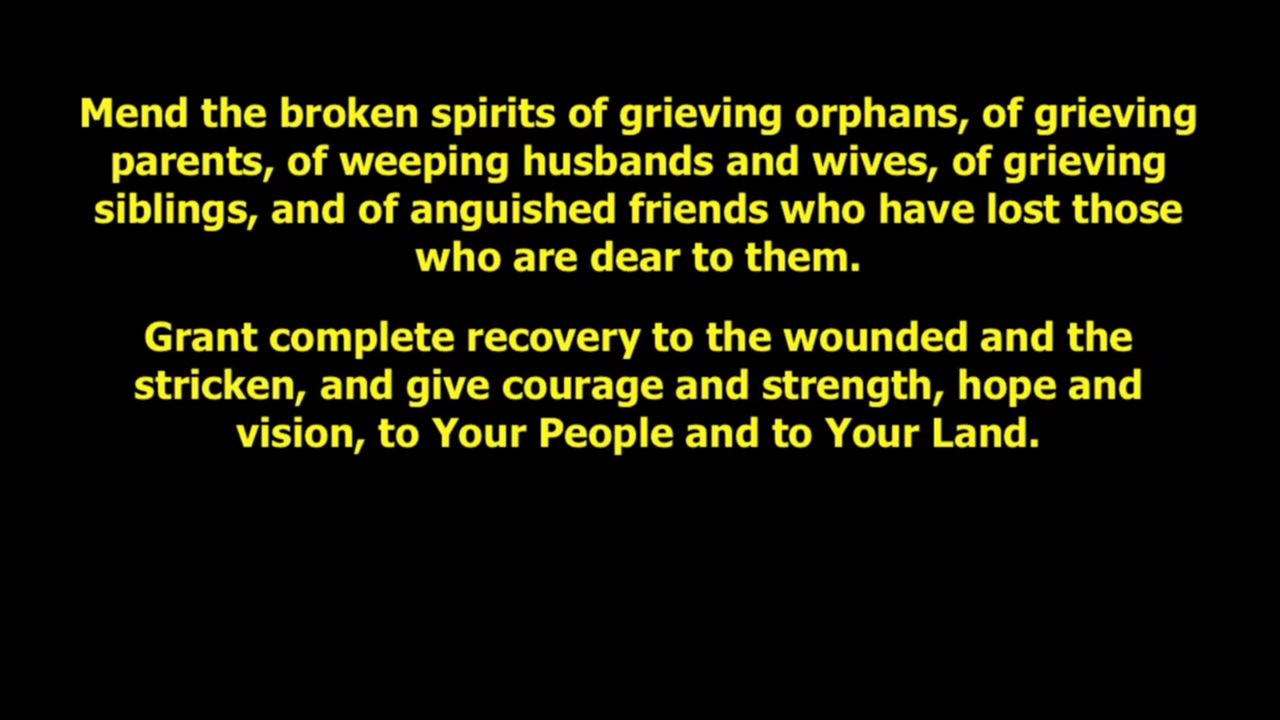 Mend the broken spirits of grieving orphans, of grieving
parents, of weeping husbands and wives, of grieving
siblings, and of anguished friends who have lost those
who are dear to them.
Grant complete recovery to the wounded and the
stricken, and give courage and strength, hope and
vision, to Your People and to Your Land.